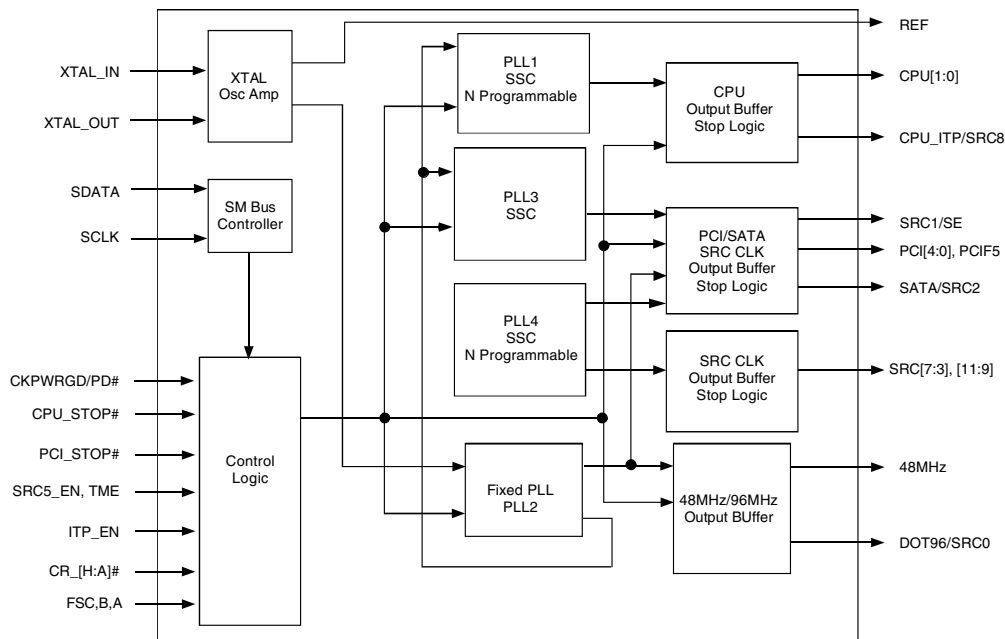 REF
XTAL_IN
XTAL_OUT
XTAL
Osc Amp
PLL1
SSC
N Programmable
CPU
Output Buffer
Stop Logic
CPU[1:0]
CPU_ITP/SRC8
SDATA
SCLK
SM Bus
Controller
PLL3
SSC
PCI/SATA
SRC CLK
Output Buffer
Stop Logic
SRC1/SE
PCI[4:0], PCIF5
SATA/SRC2
PLL4
SSC
N Programmable
SRC CLK
Output Buffer
Stop Logic
SRC[7:3], [11:9]
CKPWRGD/PD#
CPU_STOP#
PCI_STOP#
SRC5_EN, TME
ITP_EN
CR_[H:A]#
FSC,B,A
Control
Logic
Fixed PLL
PLL2
48MHz/96MHz
Output BUffer
48MHz
DOT96/SRC0